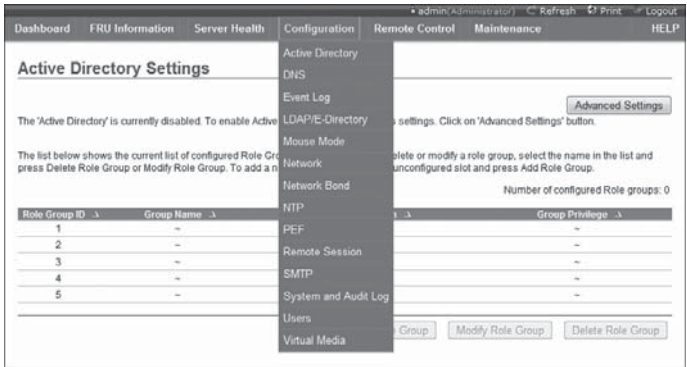 admin(Administrator) Refresh Print Logout
Dashboard FRU Information Server Health Configuration Remote Control Maintenance HELP
Active Directory Settings
Active Directory
DNS
Event Log
LDAP/E-Directory
Mouse Mode
Network
Network Bond
NTP
PEF
Remote Session
SMTP
System and Audit Log
Users
Virtual Media
Advanced Settings
The 'Active Directory' is currently disabled. To enable Active settings. Click on 'Advanced Settings' button.
The list below shows the current list of configured Role elete or modify a role group, select the name in the list and
press Delete Role Group or Modify Role Group. To add a unconfigured slot and press Add Role Group.
Number of configured Role groups: 0
Role Group ID Group Name Group Privilege
1 ~ ~
2 ~ ~
3 ~ ~
4 ~ ~
5 ~ ~
Group Modify Role Group Delete Role Group